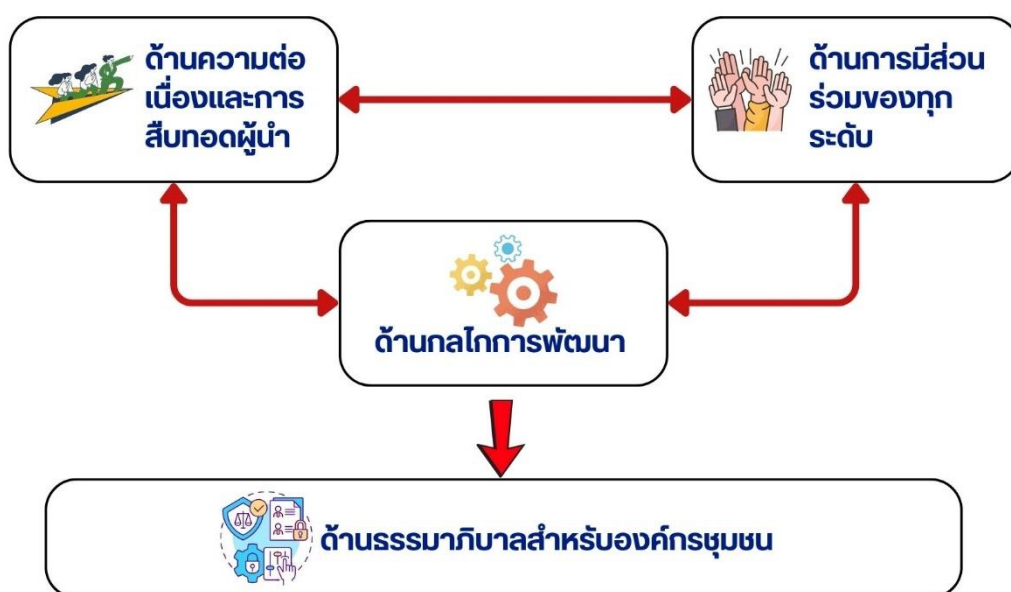 ด้านความต่อ
เนื่องและการ
สืบทอดผู้นำ
ด้านการมีส่วน
ร่วมของทุก
ระดับ
ด้านกลไกการพัฒนา
ด้านธรรมาภิบาลสำหรับองค์กรชุมชน